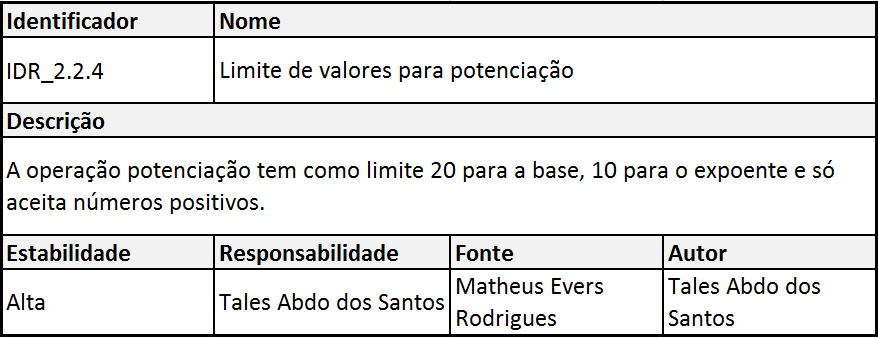 Identificador Nome
IDR_2.2.4 Limite de valores para potenciação
Descrição
A operação potenciação tem como limite 20 para a base, 10 para o expoente e só
aceita números positivos.
Estabilidade Responsabilidade Fonte Autor
Alta Tales Abdo dos Santos Matheus Evers Rodrigues Tales Abdo dos Santos